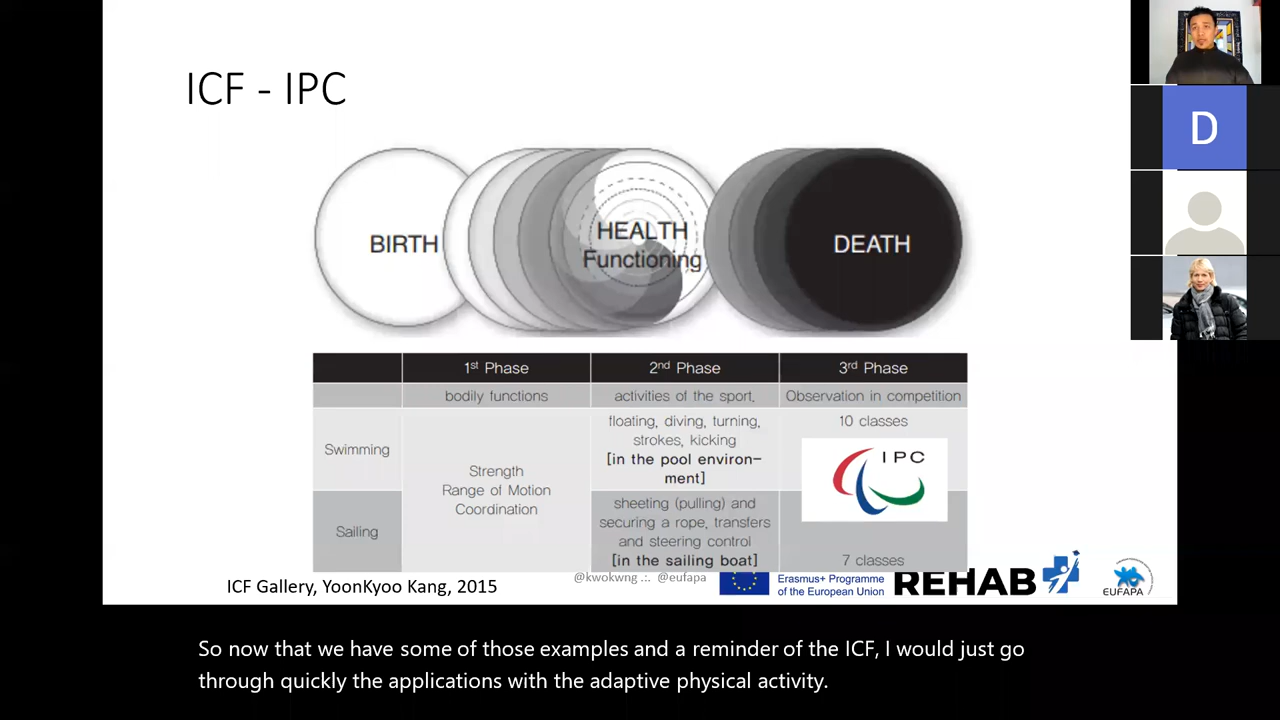 ICF - IPC
D
BIRTH
HEALTH
Functioning
DEATH
1st Phase
2nd Phase
3rd Phase
bodily functions
activities of the sport.
Observation in competition
Swimming
Strength
Range of Motion
Coordination
floating, diving, turning,
strokes, kicking
[in the pool environ-
ment]
10 classes
IPC
Sailing
sheeting (pulling) and
securing a rope, transfers
and steering control
[in the sailing boat]
7 classes
ICF Gallery, YoonKyoo Kang, 2015
@kwokwng .:. @eufapa
Erasmus+ Programme
of the European Union
REHAB
EUFAPA
So now that we have some of those examples and a reminder of the ICF, I would just go
through quickly the applications with the adaptive physical activity.